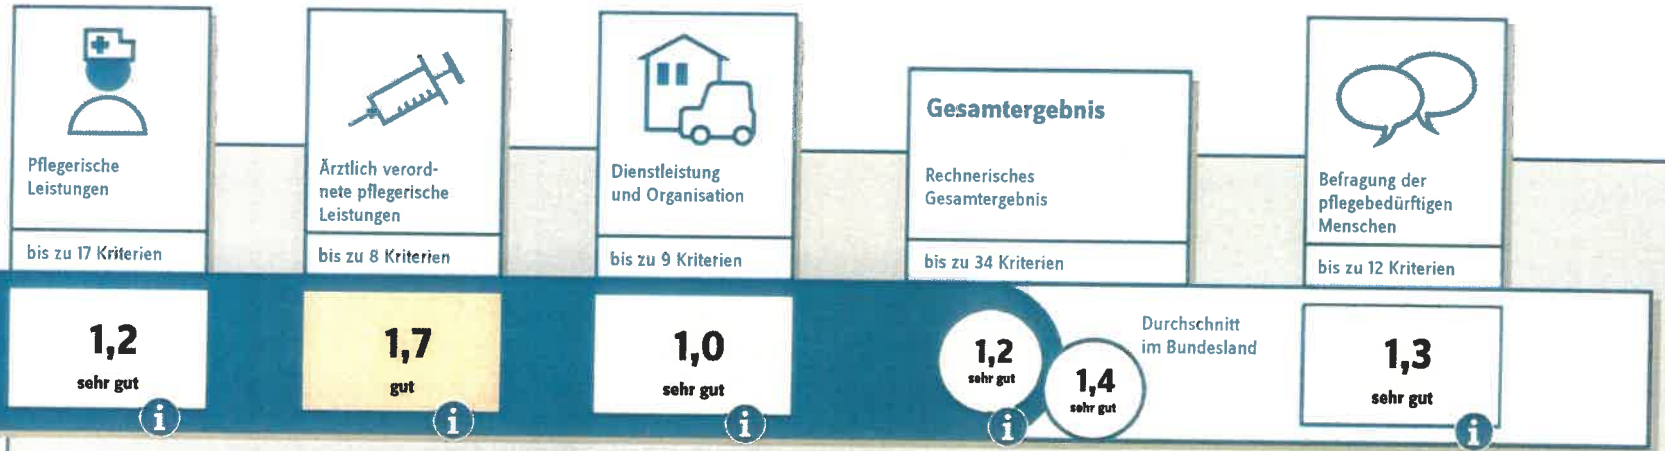 Pflegerische
Leistungen
bis zu 17 Kriterien
1,2
sehr gut
i
Ärztlich verord-
nete pflegerische
Leistungen
bis zu 8 Kriterien
1,7
gut
i
Dienstleistung
und Organisation
bis zu 9 Kriterien
1,0
sehr gut
i
Gesamtergebnis
Rechnerisches
Gesamtergebnis
bis zu 34 Kriterien
1,2
sehr gut
i
1,4
sehr gut
Durchschnitt
im Bundesland
Befragung der
pflegebedürftigen
Menschen
bis zu 12 Kriterien
1,3
sehr gut
i